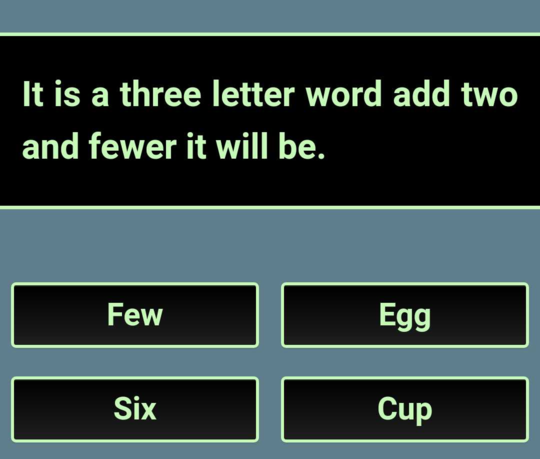 It is a three letter word add two
and fewer it will be.
Few
Egg
Six
Cup